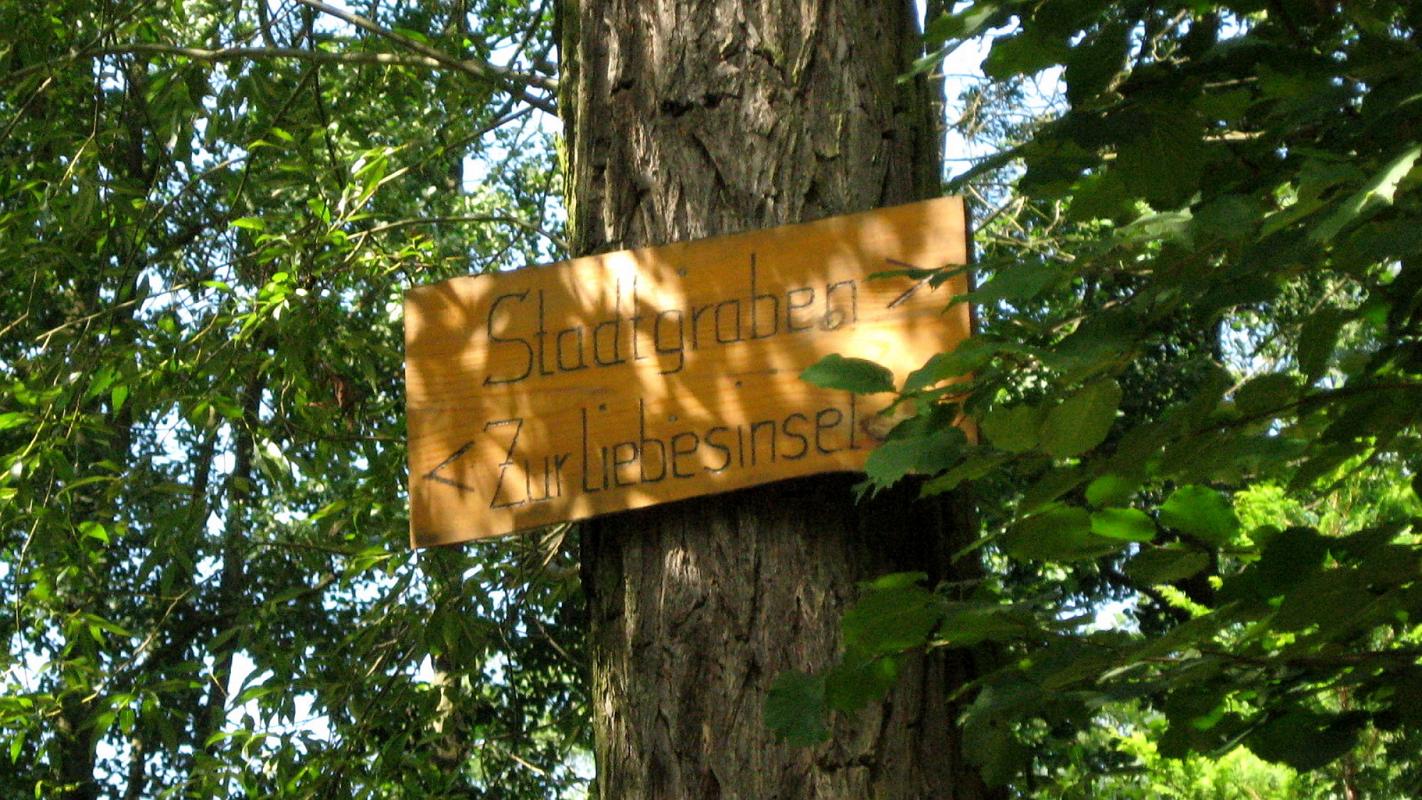 Stadtgraben >
< Zur Liebesinsel